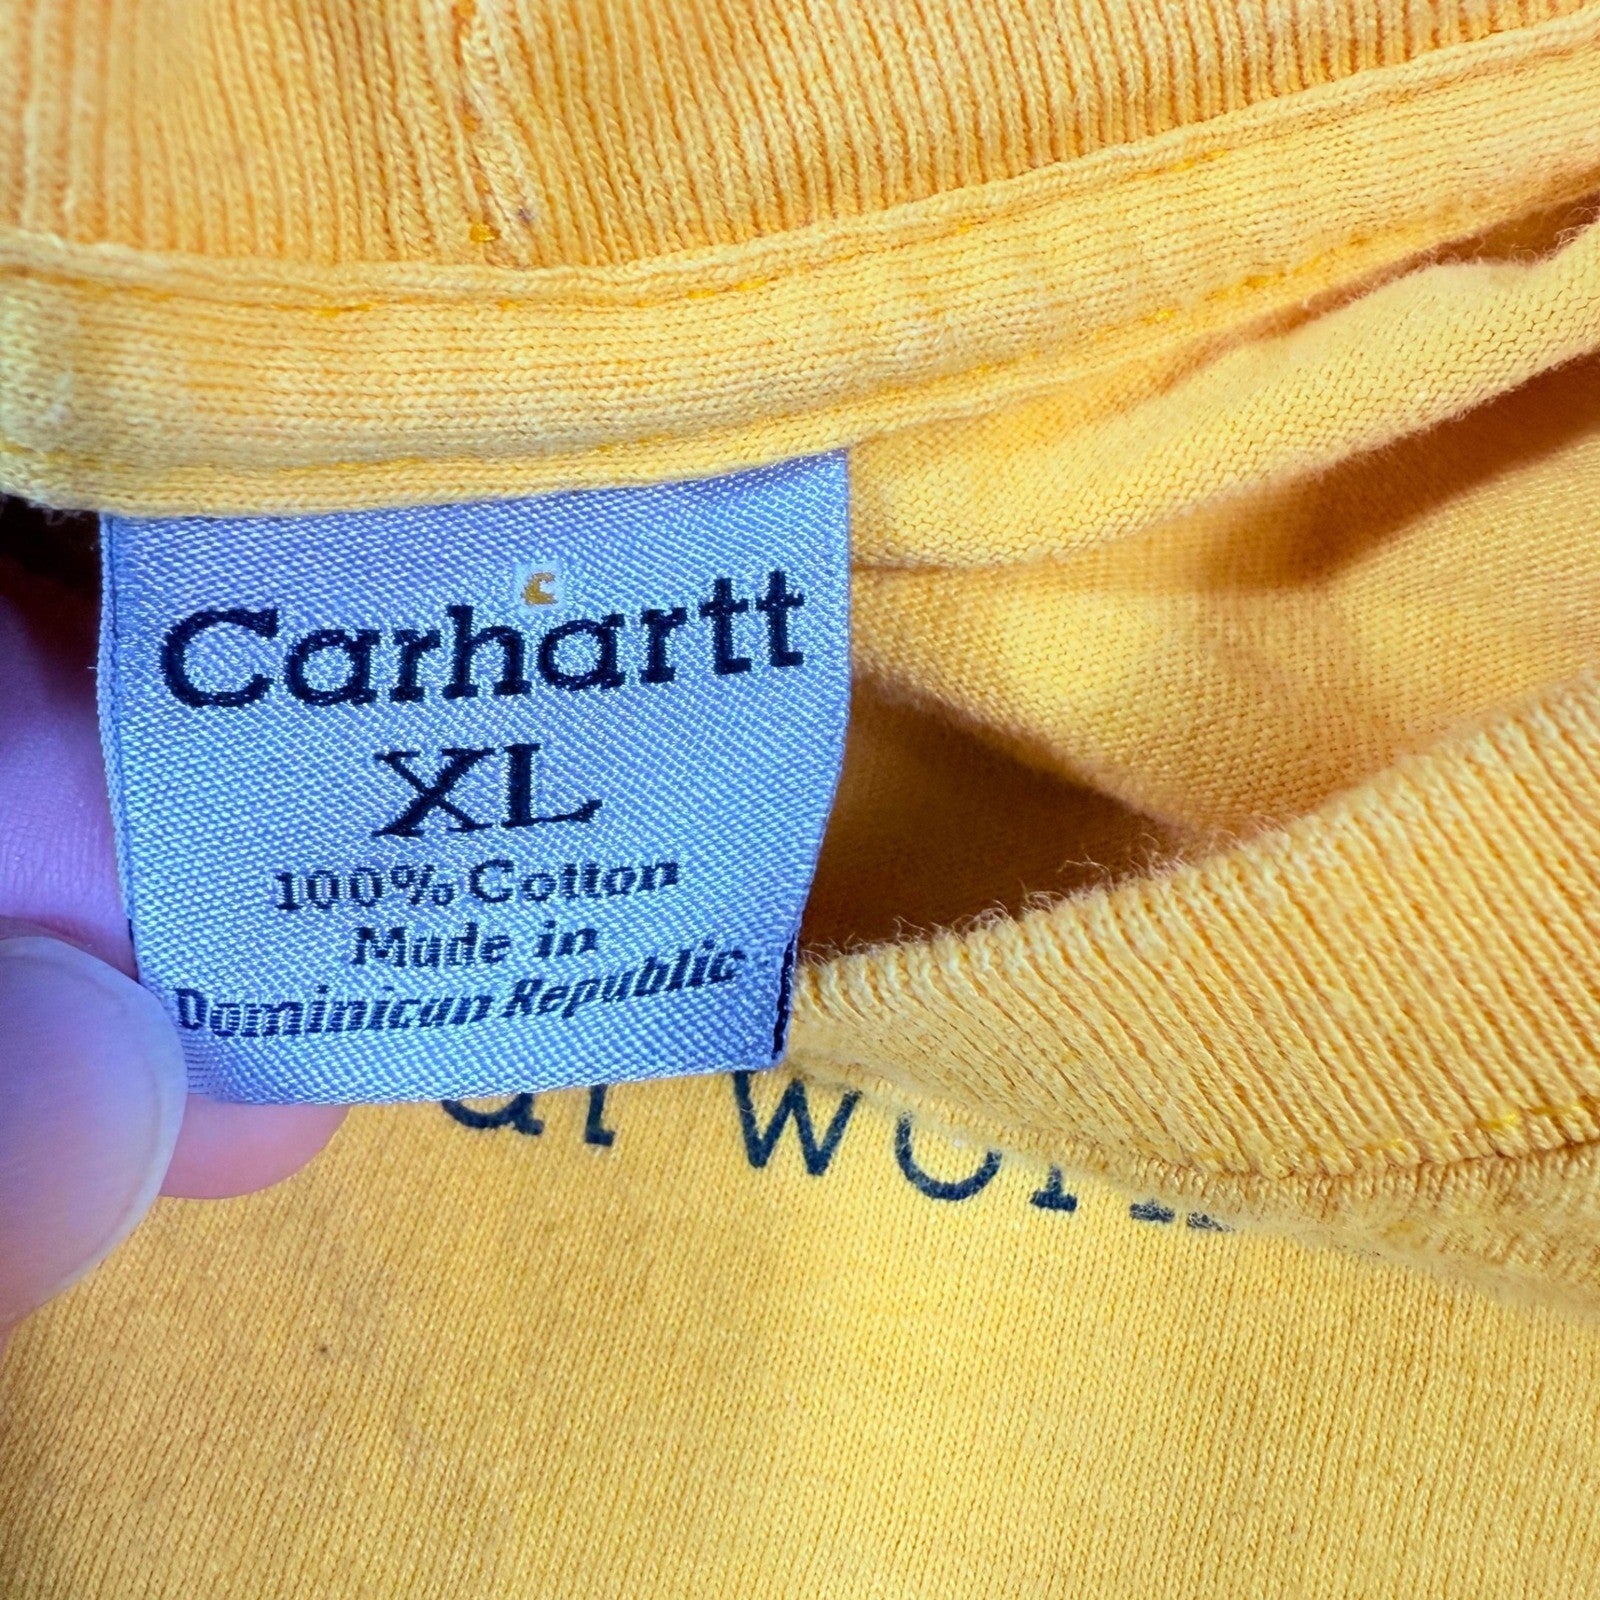 Carhartt
XL
100% Cotton
Made in
Dominican Republic